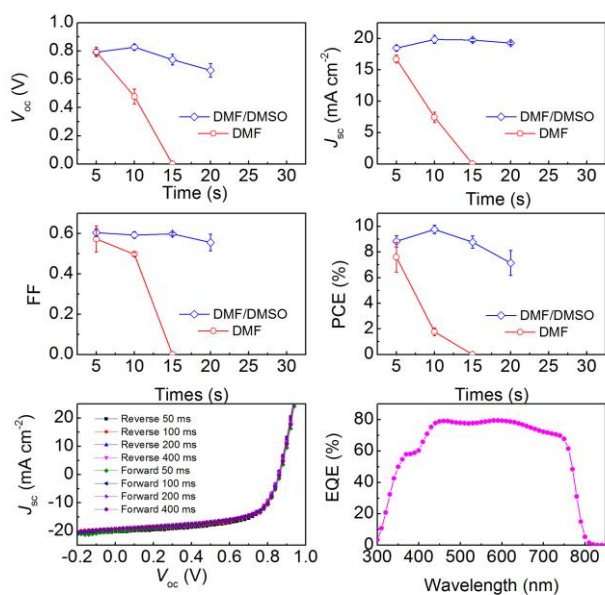 1.0
0.8
0.6
0.4
0.2
0.0
V_oc (V)
DMF/DMSO
DMF
5 10 15 20 25 30
Time (s)
20
15
10
5
0
J_sc (mA cm⁻²)
DMF/DMSO
DMF
5 10 15 20 25 30
Time (s)
0.6
0.4
0.2
0.0
FF
DMF/DMSO
DMF
5 10 15 20 25 30
Times (s)
10
8
6
4
2
0
PCE (%)
DMF/DMSO
DMF
5 10 15 20 25 30
Times (s)
20
10
0
-10
-20
-30
J_sc (mA cm⁻²)
Reverse 50 ms
Reverse 100 ms
Reverse 200 ms
Reverse 400 ms
Forward 50 ms
Forward 100 ms
Forward 200 ms
Forward 400 ms
-0.2 0.0 0.2 0.4 0.6 0.8 1.0
V_oc (V)
100
80
60
40
20
0
EQE (%)
300 400 500 600 700 800
Wavelength (nm)